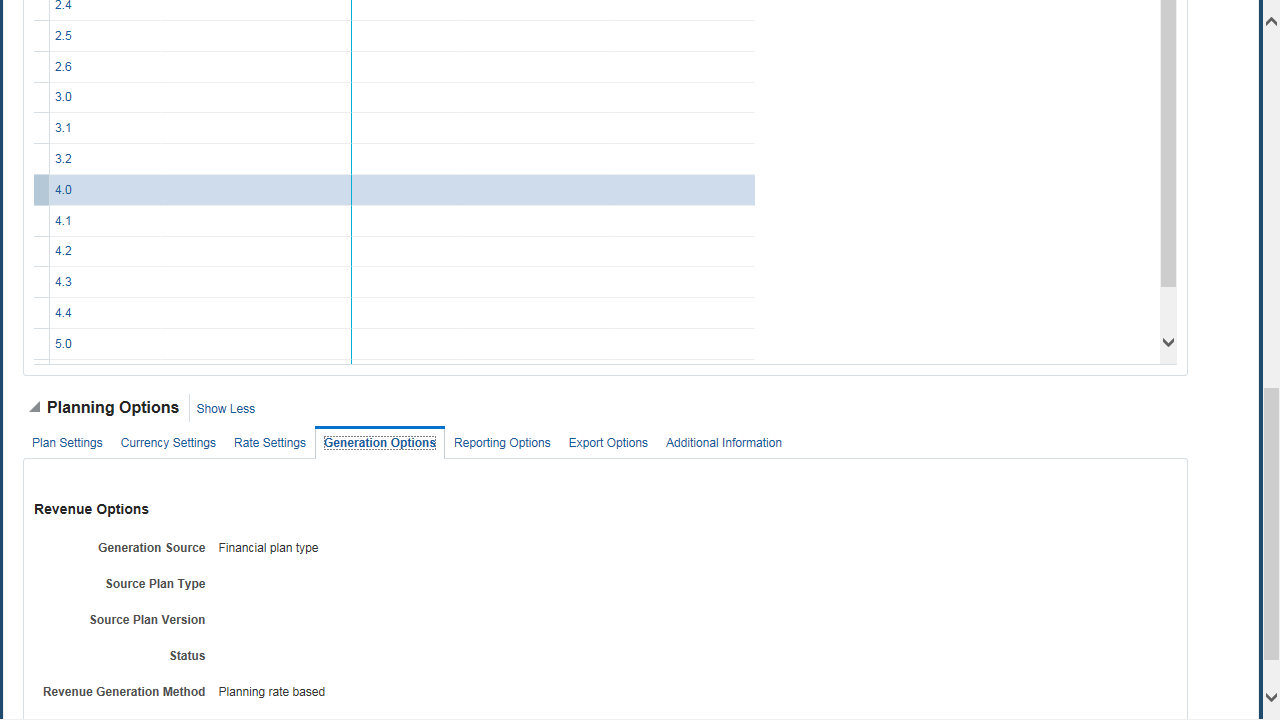 2.4
2.5
2.6
3.0
3.1
3.2
4.0
4.1
4.2
4.3
4.4
5.0
Planning Options Show Less
Plan Settings Currency Settings Rate Settings Generation Options Reporting Options Export Options Additional Information
Revenue Options
Generation Source Financial plan type
Source Plan Type
Source Plan Version
Status
Revenue Generation Method Planning rate based